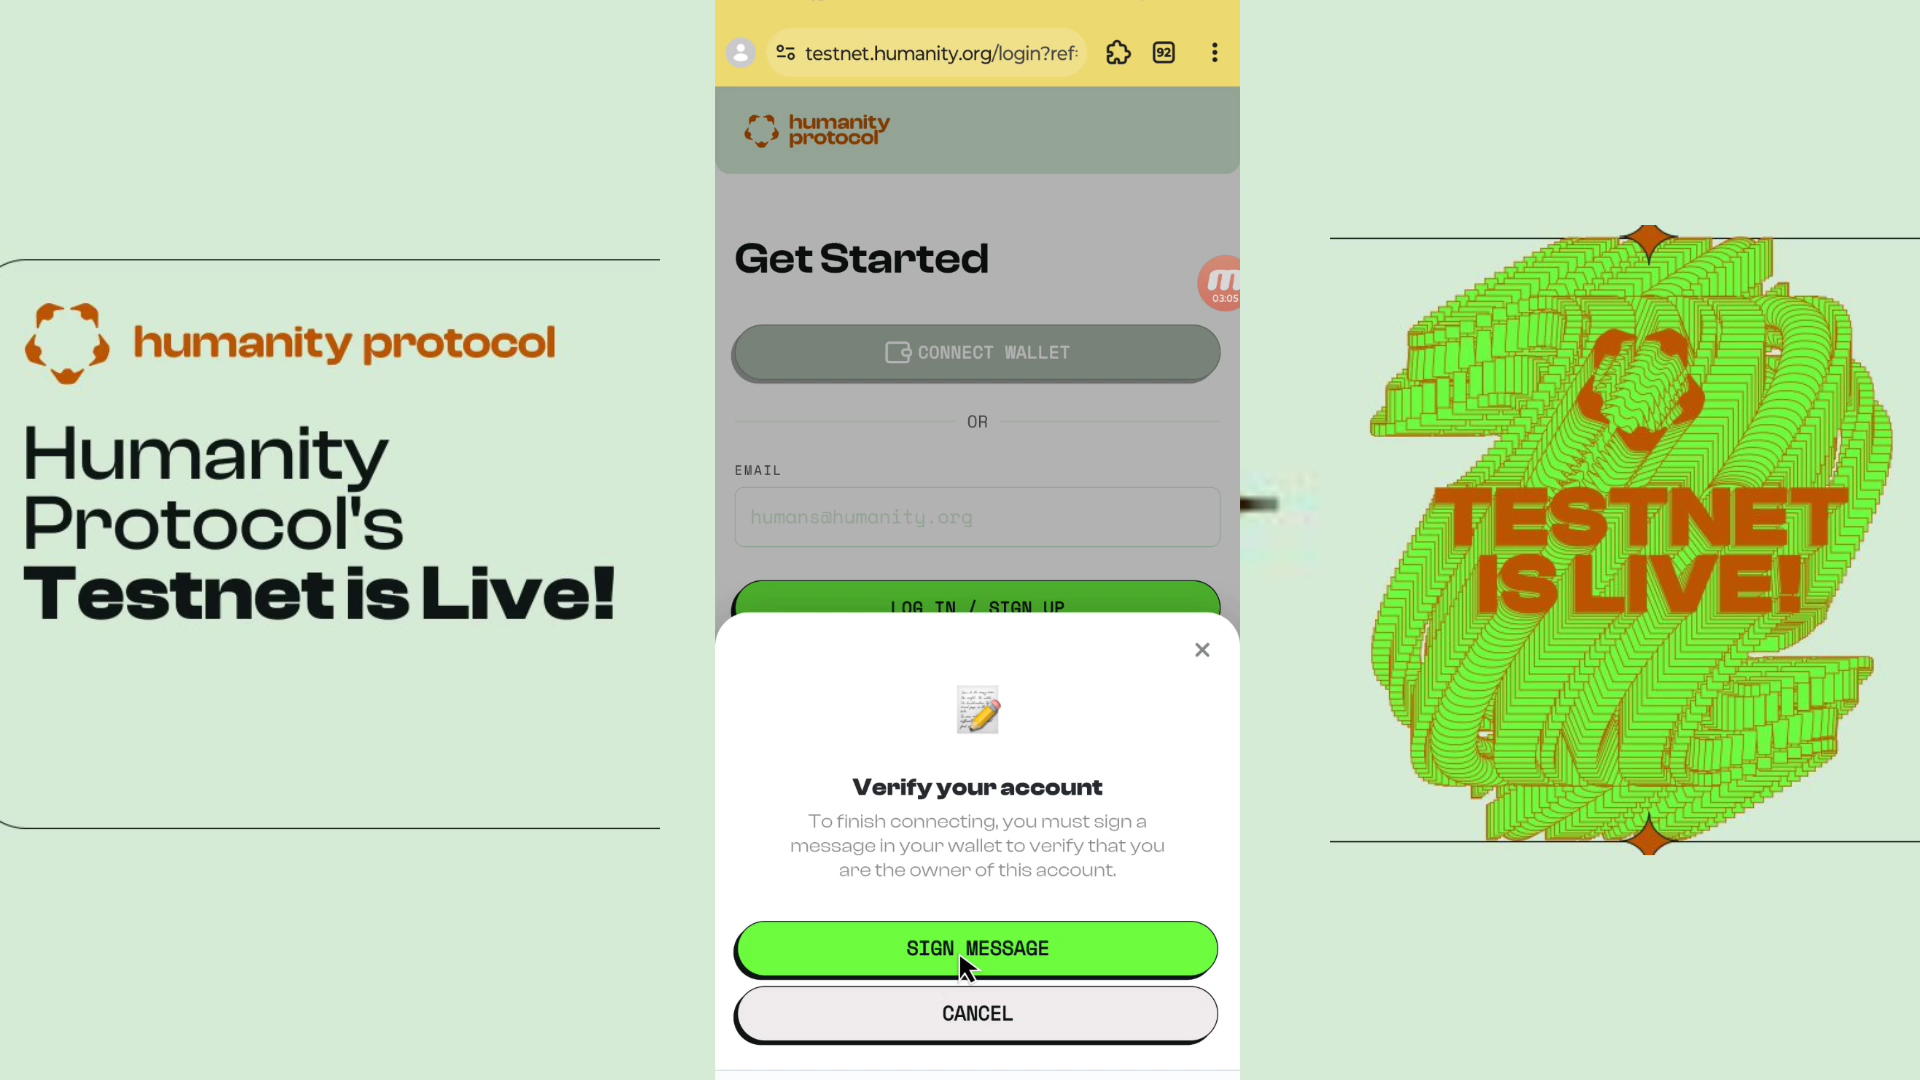 humanity protocol
Humanity
Protocol's
Testnet is Live!
testnet.humanity.org/login?ref
92
humanity
protocol
Get Started
03:05
CONNECT WALLET
OR
EMAIL
humans@humanity.org
LOG IN / SIGN UP
Verify your account
To finish connecting, you must sign a
message in your wallet to verify that you
are the owner of this account.
SIGN MESSAGE
CANCEL
TESTNET
IS LIVE!